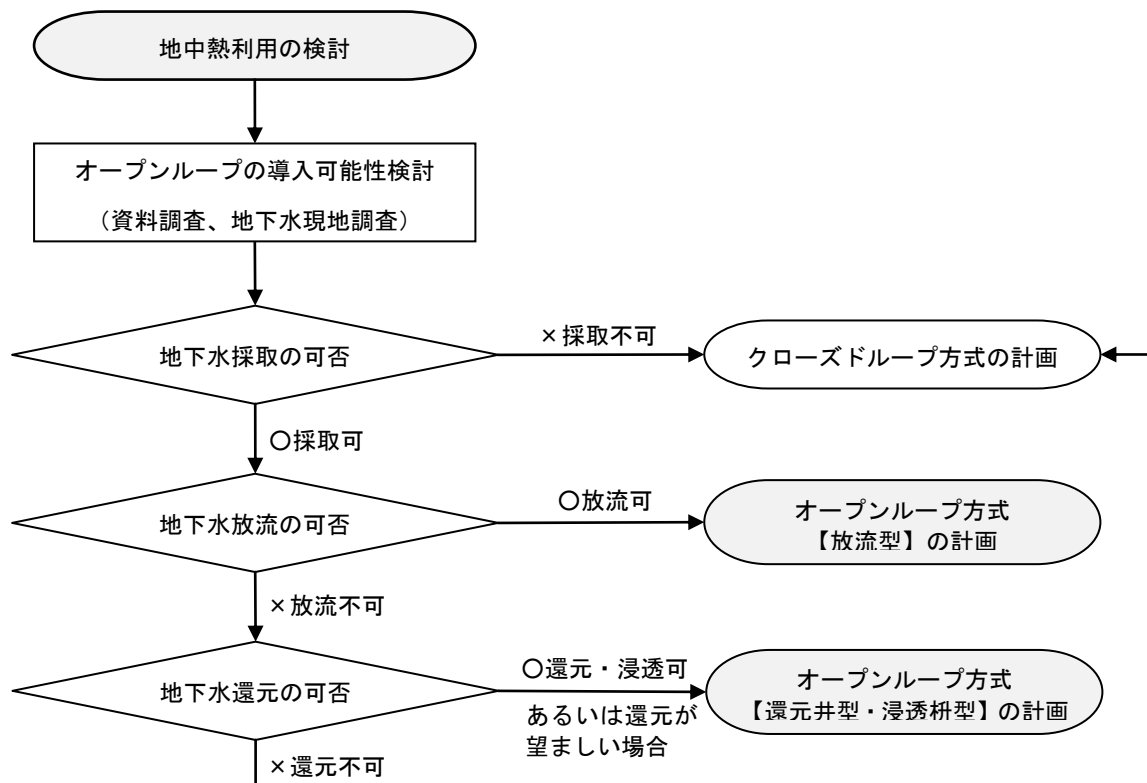 地中熱利用の検討
オープンループの導入可能性検討
（資料調査、地下水現地調査）
地下水採取の可否
×採取不可
クローズドループ方式の計画
〇採取可
地下水放流の可否
〇放流可
オープンループ方式
【放流型】の計画
×放流不可
地下水還元の可否
〇還元・浸透可
あるいは還元が
望ましい場合
オープンループ方式
【還元井型・浸透桝型】の計画
×還元不可